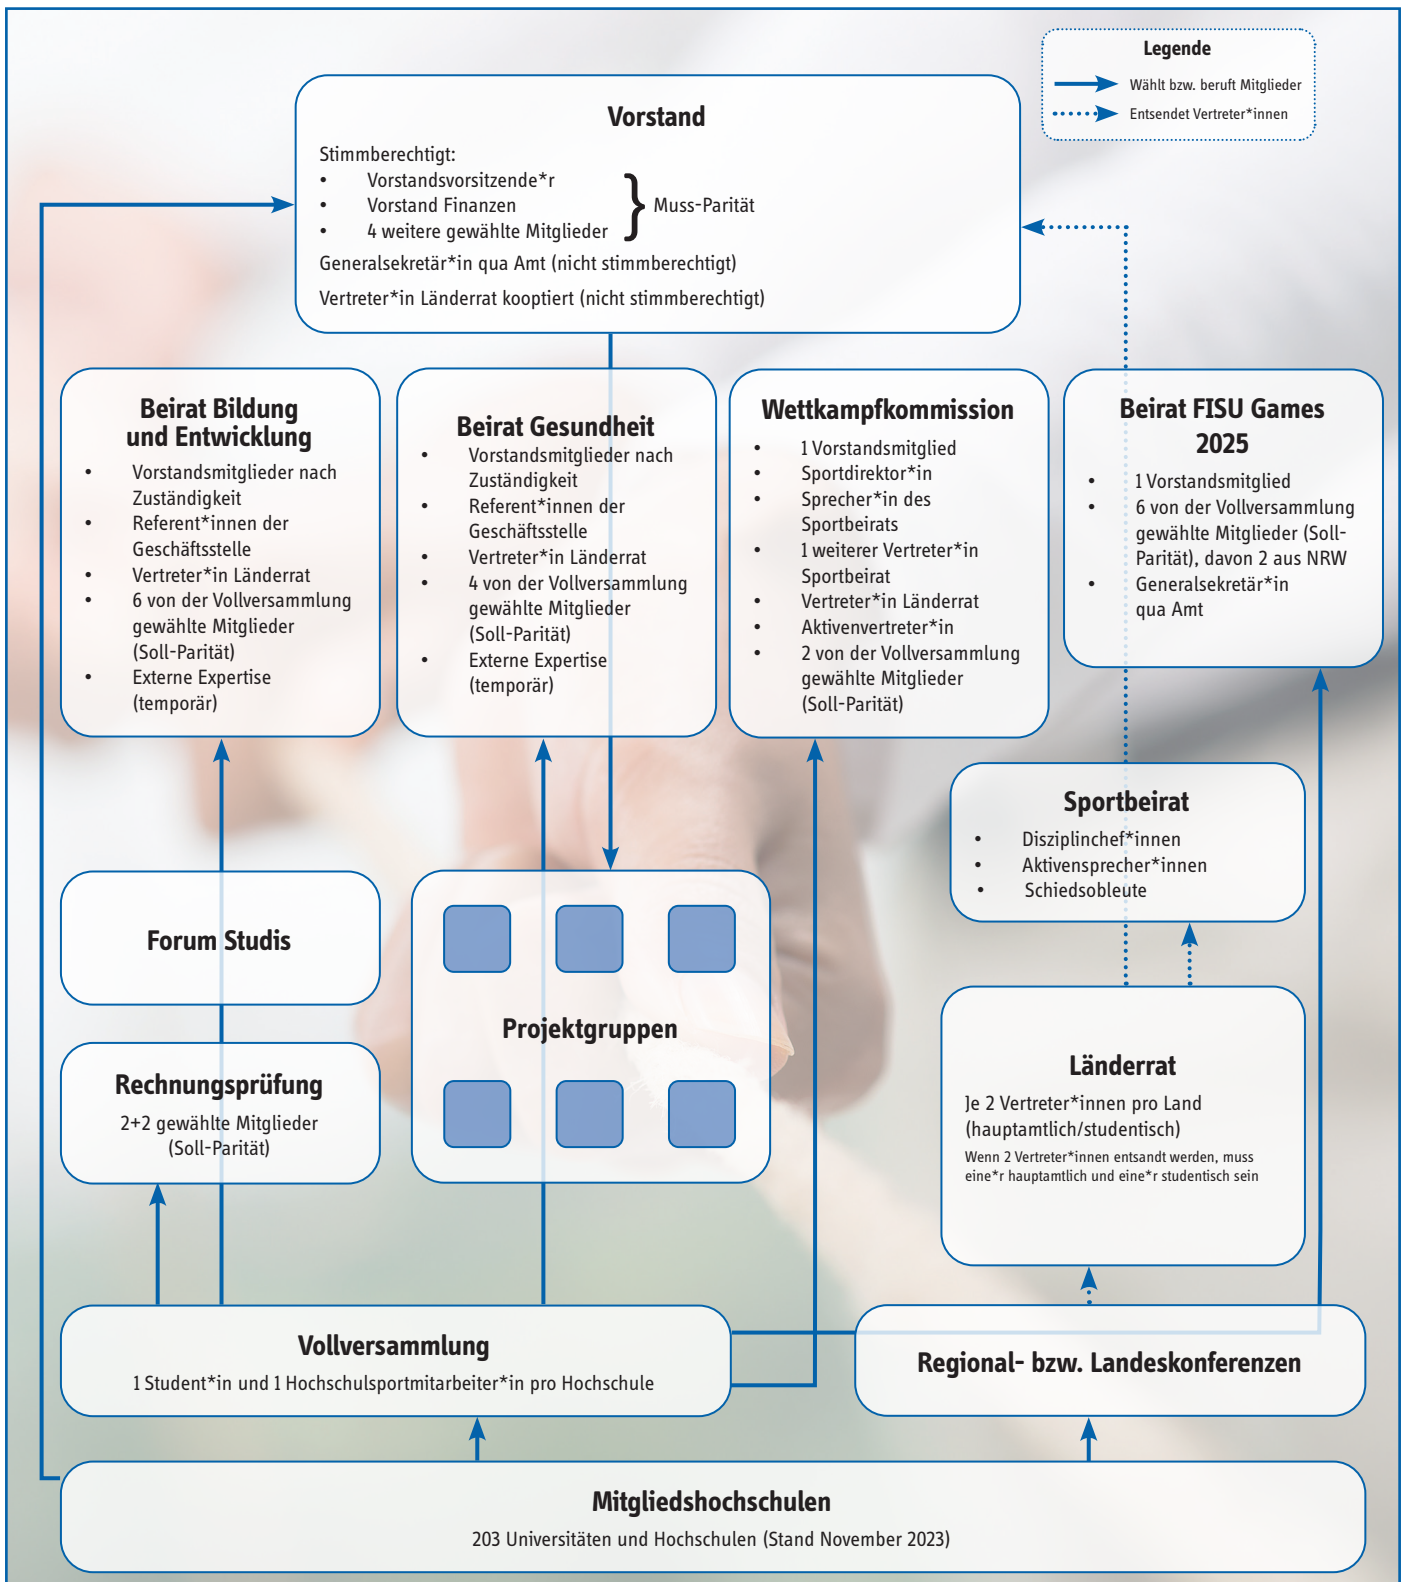 Legende
Wählt bzw. beruft Mitglieder
Entsendet Vertreter*innen
Vorstand
Stimmberechtigt:
• Vorstandsvorsitzende*r
• Vorstand Finanzen
• 4 weitere gewählte Mitglieder
} Muss-Parität
Generalsekretär*in qua Amt (nicht stimmberechtigt)
Vertreter*in Länderrat kooptiert (nicht stimmberechtigt)
Beirat Bildung
und Entwicklung
• Vorstandsmitglieder nach
Zuständigkeit
• Referent*innen der
Geschäftsstelle
• Vertreter*in Länderrat
• 6 von der Vollversammlung
gewählte Mitglieder
(Soll-Parität)
• Externe Expertise
(temporär)
Beirat Gesundheit
• Vorstandsmitglieder nach
Zuständigkeit
• Referent*innen der
Geschäftsstelle
• Vertreter*in Länderrat
• 4 von der Vollversammlung
gewählte Mitglieder
(Soll-Parität)
• Externe Expertise
(temporär)
Wettkampfkommission
• 1 Vorstandsmitglied
• Sportdirektor*in
• Sprecher*in des
Sportbeirats
• 1 weiterer Vertreter*in
Sportbeirat
• Vertreter*in Länderrat
• Aktivenvertreter*in
• 2 von der Vollversammlung
gewählte Mitglieder
(Soll-Parität)
Beirat FISU Games
2025
• 1 Vorstandsmitglied
• 6 von der Vollversammlung
gewählte Mitglieder (Soll-
Parität), davon 2 aus NRW
• Generalsekretär*in
qua Amt
Sportbeirat
• Disziplinchef*innen
• Aktivensprecher*innen
• Schiedsobleute
Forum Studis
Projektgruppen
Rechnungsprüfung
2+2 gewählte Mitglieder
(Soll-Parität)
Länderrat
Je 2 Vertreter*innen pro Land
(hauptamtlich/studentisch)
Wenn 2 Vertreter*innen entsandt werden, muss
eine*r hauptamtlich und eine*r studentisch sein
Vollversammlung
1 Student*in und 1 Hochschulsportmitarbeiter*in pro Hochschule
Regional- bzw. Landeskonferenzen
Mitgliedshochschulen
203 Universitäten und Hochschulen (Stand November 2023)